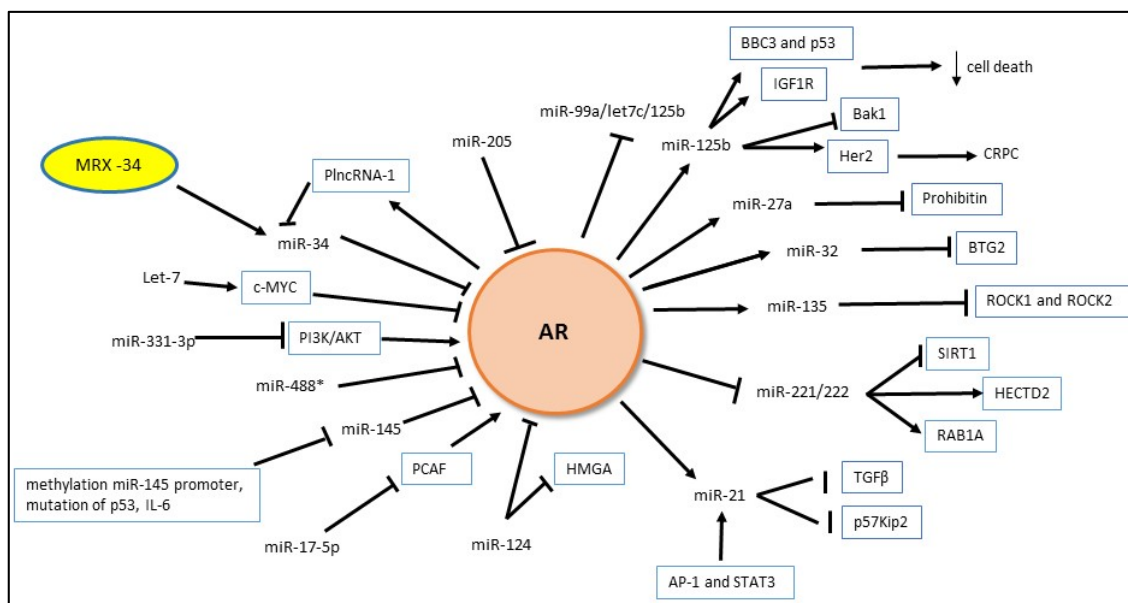 BBC3 and p53
cell death
IGF1R
miR-99a/let7c/125b
Bak1
miR-205
miR-125b
MRX -34
Her2
CRPC
PlncRNA-1
miR-27a
Prohibitin
miR-34
miR-32
BTG2
Let-7
c-MYC
miR-135
ROCK1 and ROCK2
miR-331-3p
PI3K/AKT
AR
SIRT1
miR-488*
miR-221/222
HECTD2
miR-145
RAB1A
PCAF
HMGA
methylation miR-145 promoter,
mutation of p53, IL-6
TGFβ
miR-21
p57Kip2
miR-17-5p
miR-124
AP-1 and STAT3